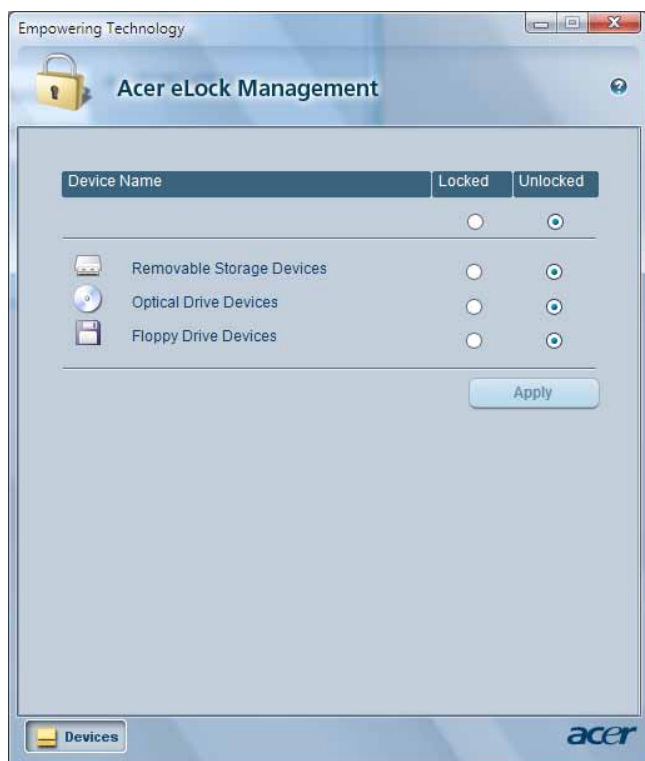 Empowering Technology
Acer eLock Management
Device Name Locked Unlocked
Removable Storage Devices
Optical Drive Devices
Floppy Drive Devices
Apply
Devices
acer